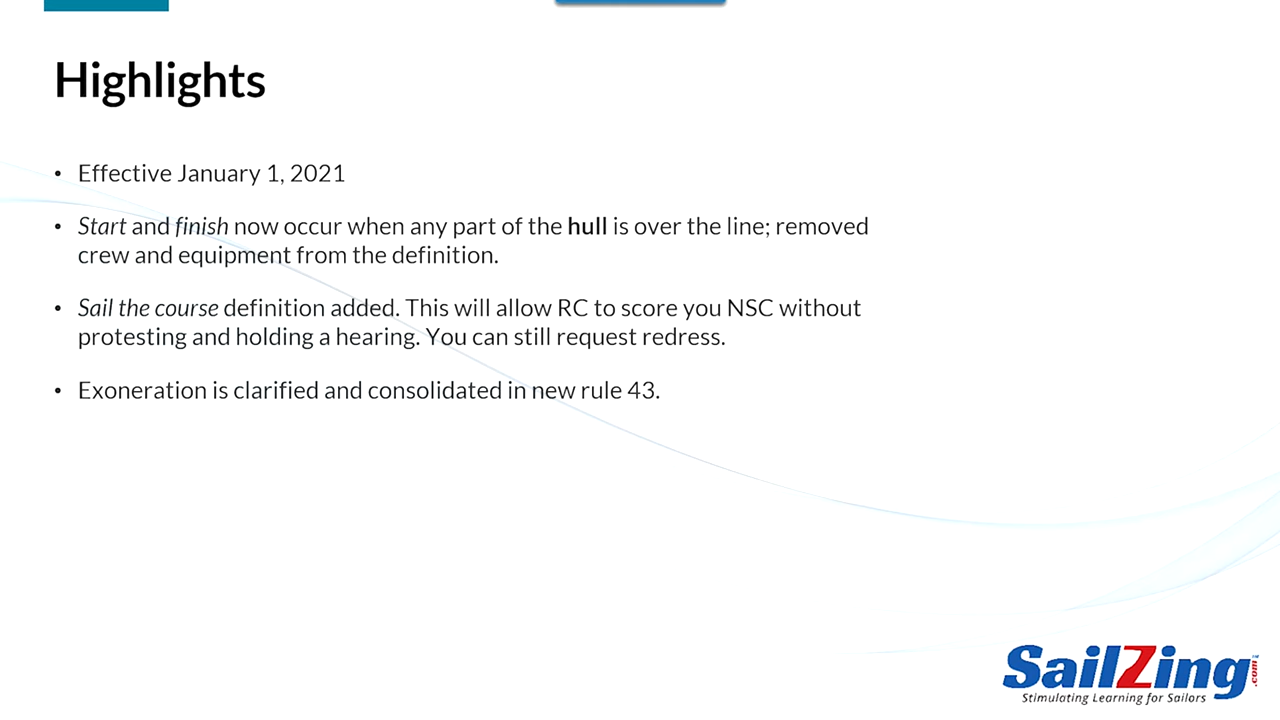 Highlights
• Effective January 1, 2021
• Start and finish now occur when any part of the hull is over the line; removed
crew and equipment from the definition.
• Sail the course definition added. This will allow RC to score you NSC without
protesting and holding a hearing. You can still request redress.
• Exoneration is clarified and consolidated in new rule 43.
SailZing.com
Stimulating Learning for Sailors